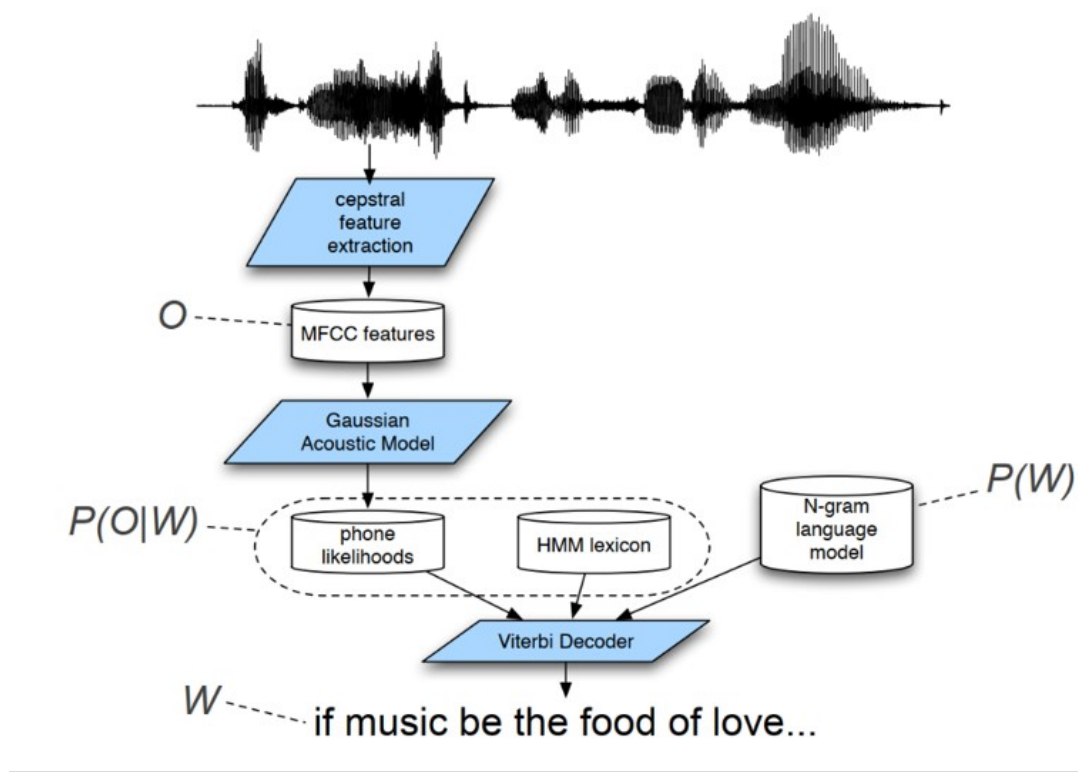 cepstral
feature
extraction
O
MFCC features
Gaussian
Acoustic Model
P(O|W)
phone
likelihoods
HMM lexicon
N-gram
language
model
P(W)
Viterbi Decoder
W
if music be the food of love...